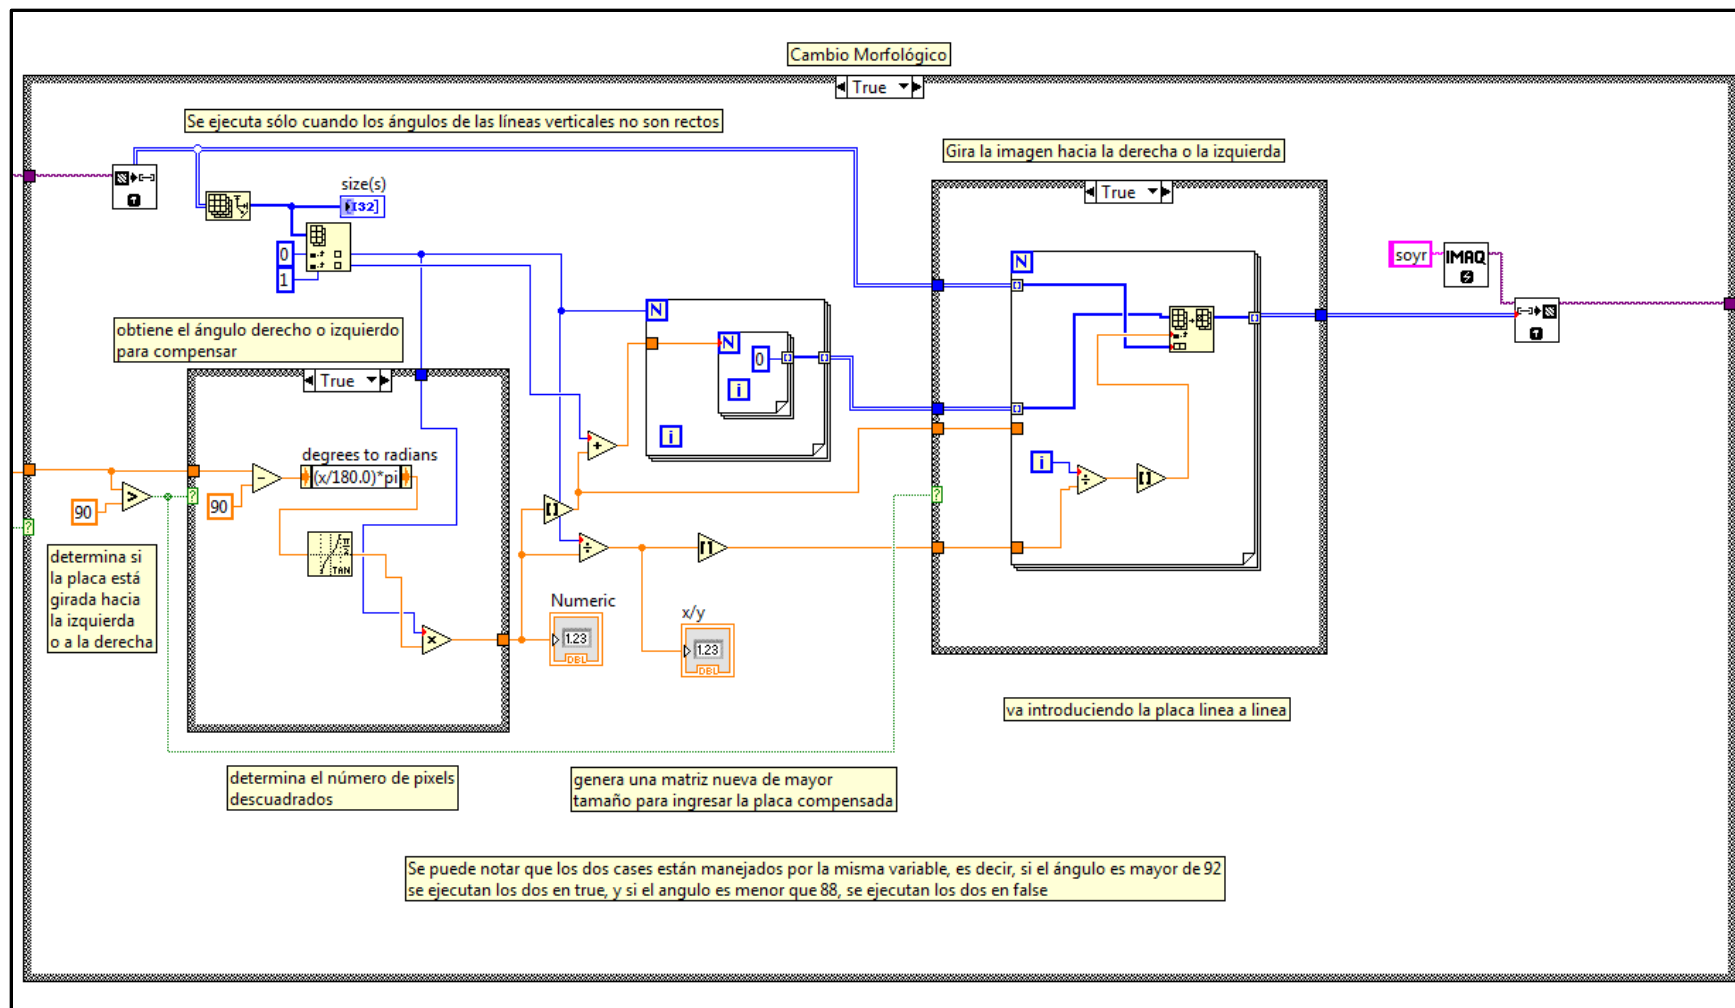 Cambio Morfológico
True
Se ejecuta sólo cuando los ángulos de las líneas verticales no son rectos
Gira la imagen hacia la derecha o la izquierda
True
size(s)
I32
0
1
N
soyr
IMAQ
obtiene el ángulo derecho o izquierdo
para compensar
True
N
N
0
i
i
degrees to radians
(x/180.0)*pi
90
90
?
?
?
i
TAN
π
2
determina si
la placa está
girada hacia
la izquierda
o a la derecha
Numeric
1.23
DBL
x/y
1.23
DBL
va introduciendo la placa linea a linea
determina el número de pixels
descuadrados
genera una matriz nueva de mayor
tamaño para ingresar la placa compensada
Se puede notar que los dos cases están manejados por la misma variable, es decir, si el ángulo es mayor de 92
se ejecutan los dos en true, y si el angulo es menor que 88, se ejecutan los dos en false